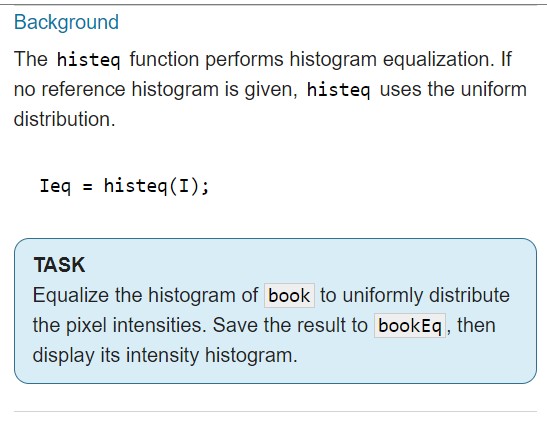 Background
The histeq function performs histogram equalization. If
no reference histogram is given, histeq uses the uniform
distribution.
Ieq = histeq(I);
TASK
Equalize the histogram of book to uniformly distribute
the pixel intensities. Save the result to bookEq, then
display its intensity histogram.